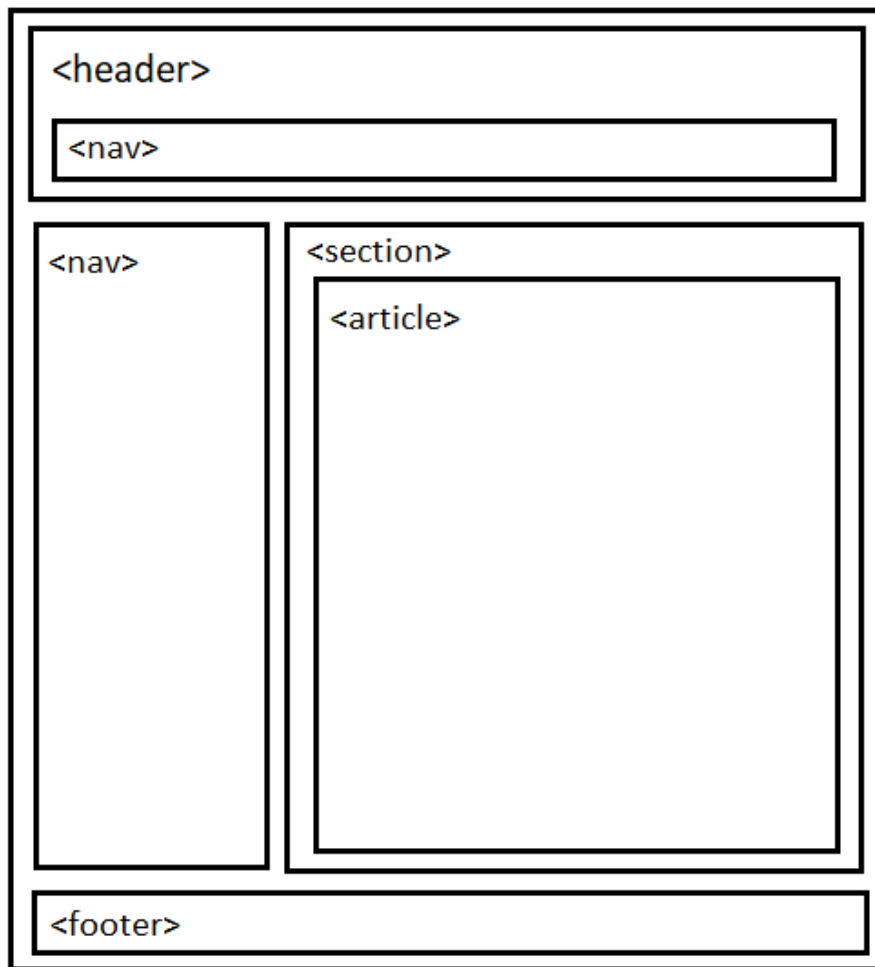 <header>
<nav>
<nav>
<section>
<article>
<footer>